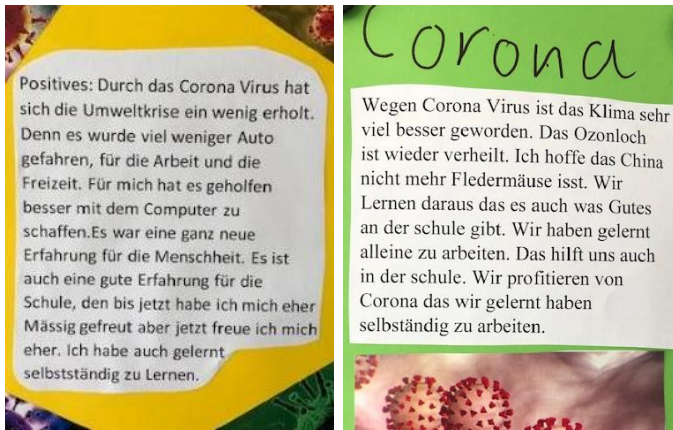 Positives: Durch das Corona Virus hat
sich die Umweltkrise ein wenig erholt.
Denn es wurde viel weniger Auto
gefahren, für die Arbeit und die
Freizeit. Für mich hat es geholfen
besser mit dem Computer zu
schaffen.Es war eine ganz neue
Erfahrung für die Menschheit. Es ist
auch eine gute Erfahrung für die
Schule, den bis jetzt habe ich mich eher
Mässig gefreut aber jetzt freue ich mich
eher. Ich habe auch gelernt
selbstständig zu Lernen.
Corona
Wegen Corona Virus ist das Klima sehr
viel besser geworden. Das Ozonloch
ist wieder verheilt. Ich hoffe das China
nicht mehr Fledermäuse isst. Wir
Lernen daraus das es auch was Gutes
an der schule gibt. Wir haben gelernt
alleine zu arbeiten. Das hilft uns auch
in der schule. Wir profitieren von
Corona das wir gelernt haben
selbständig zu arbeiten.